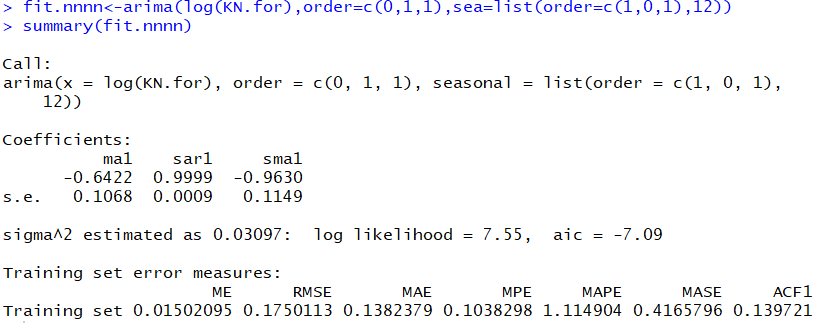 > fit.nnnn<-arima(log(KN.for),order=c(0,1,1),sea=list(order=c(1,0,1),12))
> summary(fit.nnnn)
Call:
arima(x = log(KN.for), order = c(0, 1, 1), seasonal = list(order = c(1, 0, 1),
    12))
Coefficients:
          ma1    sar1     sma1
      -0.6422  0.9999  -0.9630
s.e.   0.1068  0.0009   0.1149
sigma^2 estimated as 0.03097:  log likelihood = 7.55,  aic = -7.09
Training set error measures:
                     ME      RMSE       MAE       MPE     MAPE      MASE     ACF1
Training set 0.01502095 0.1750113 0.1382379 0.1038298 1.114904 0.4165796 0.139721